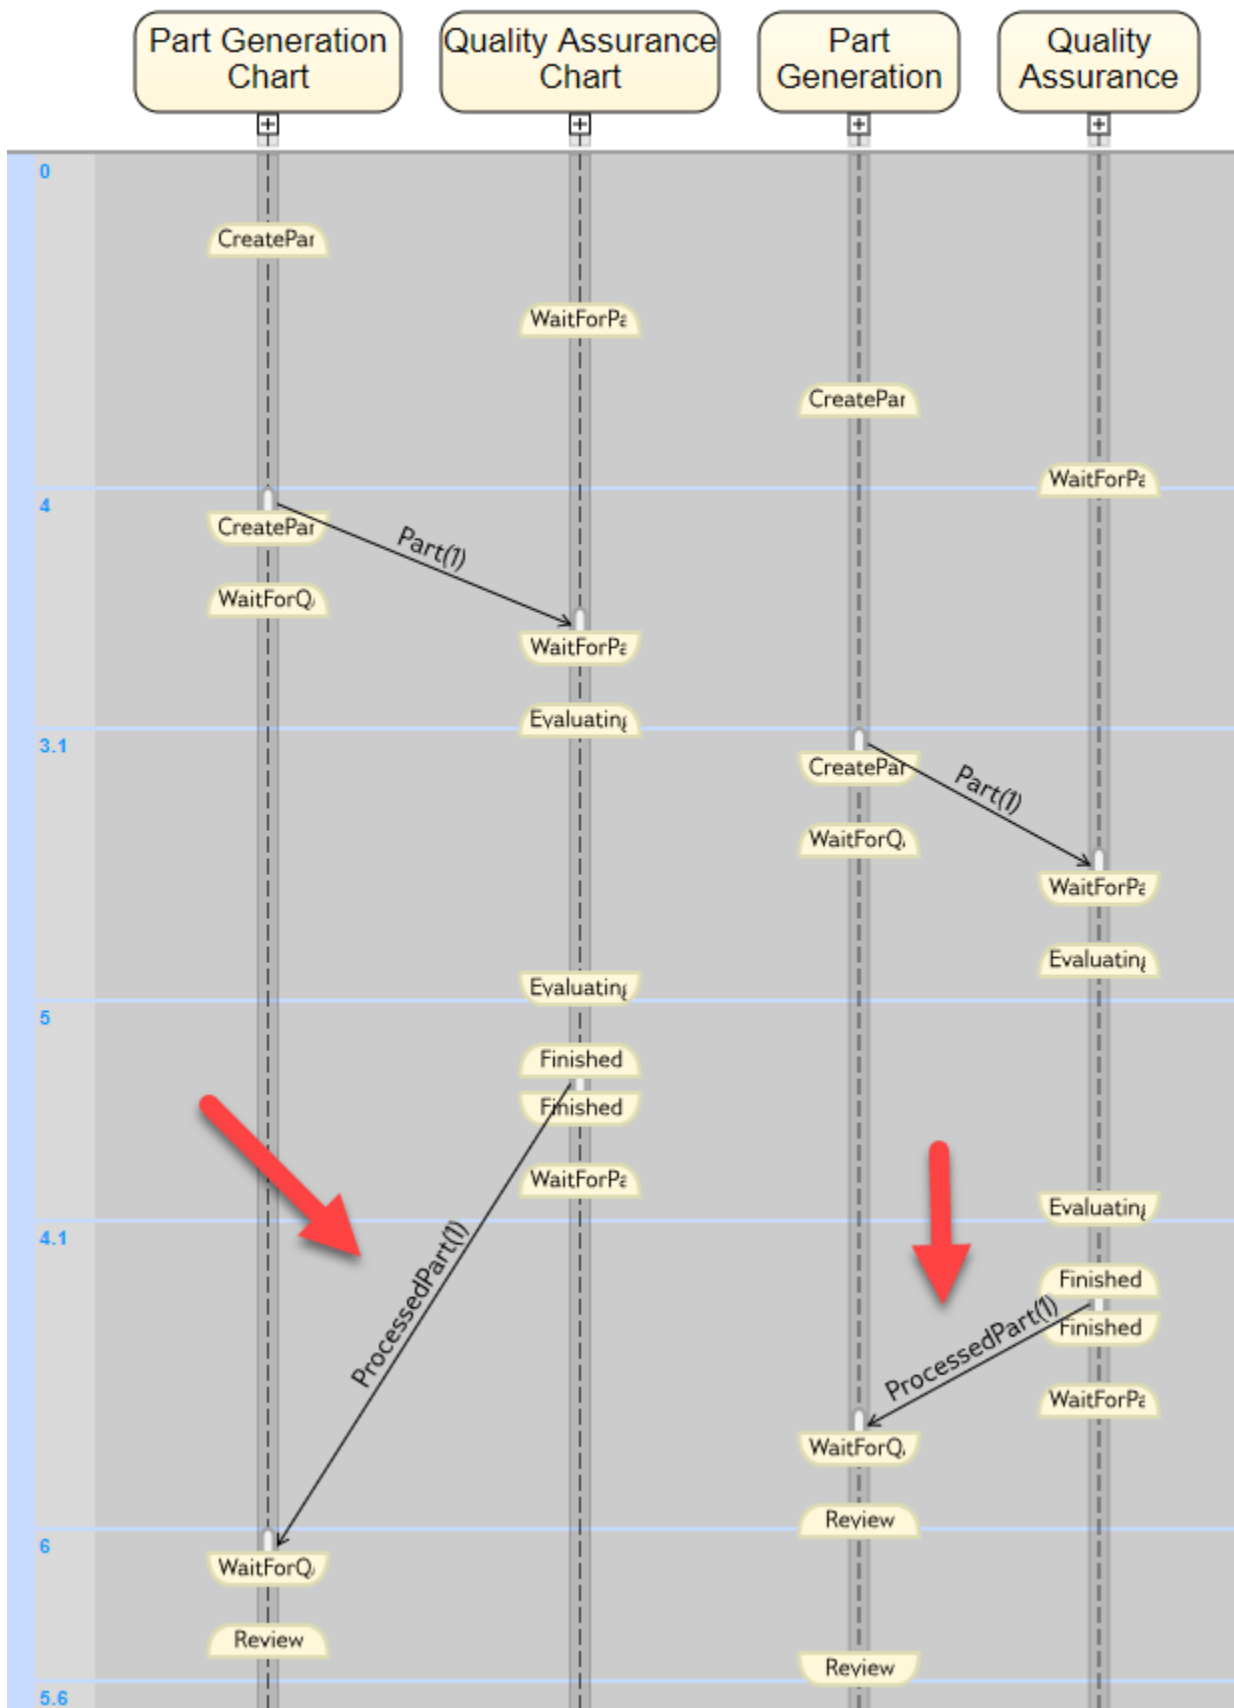 Part Generation
Chart
Quality Assurance
Chart
Part
Generation
Quality
Assurance
0
CreatePar
WaitForPa
CreatePar
WaitForPa
4
CreatePar
Part(1)
WaitForQ
WaitForPa
Evaluating
3.1
CreatePar
Part(1)
WaitForQ
WaitForPa
Evaluating
Evaluating
5
Finished
Finished
WaitForPa
ProcessedPart(1)
Evaluating
4.1
Finished
Finished
ProcessedPart(1)
WaitForPa
WaitForQ
Review
6
WaitForQ
Review
Review
5.6